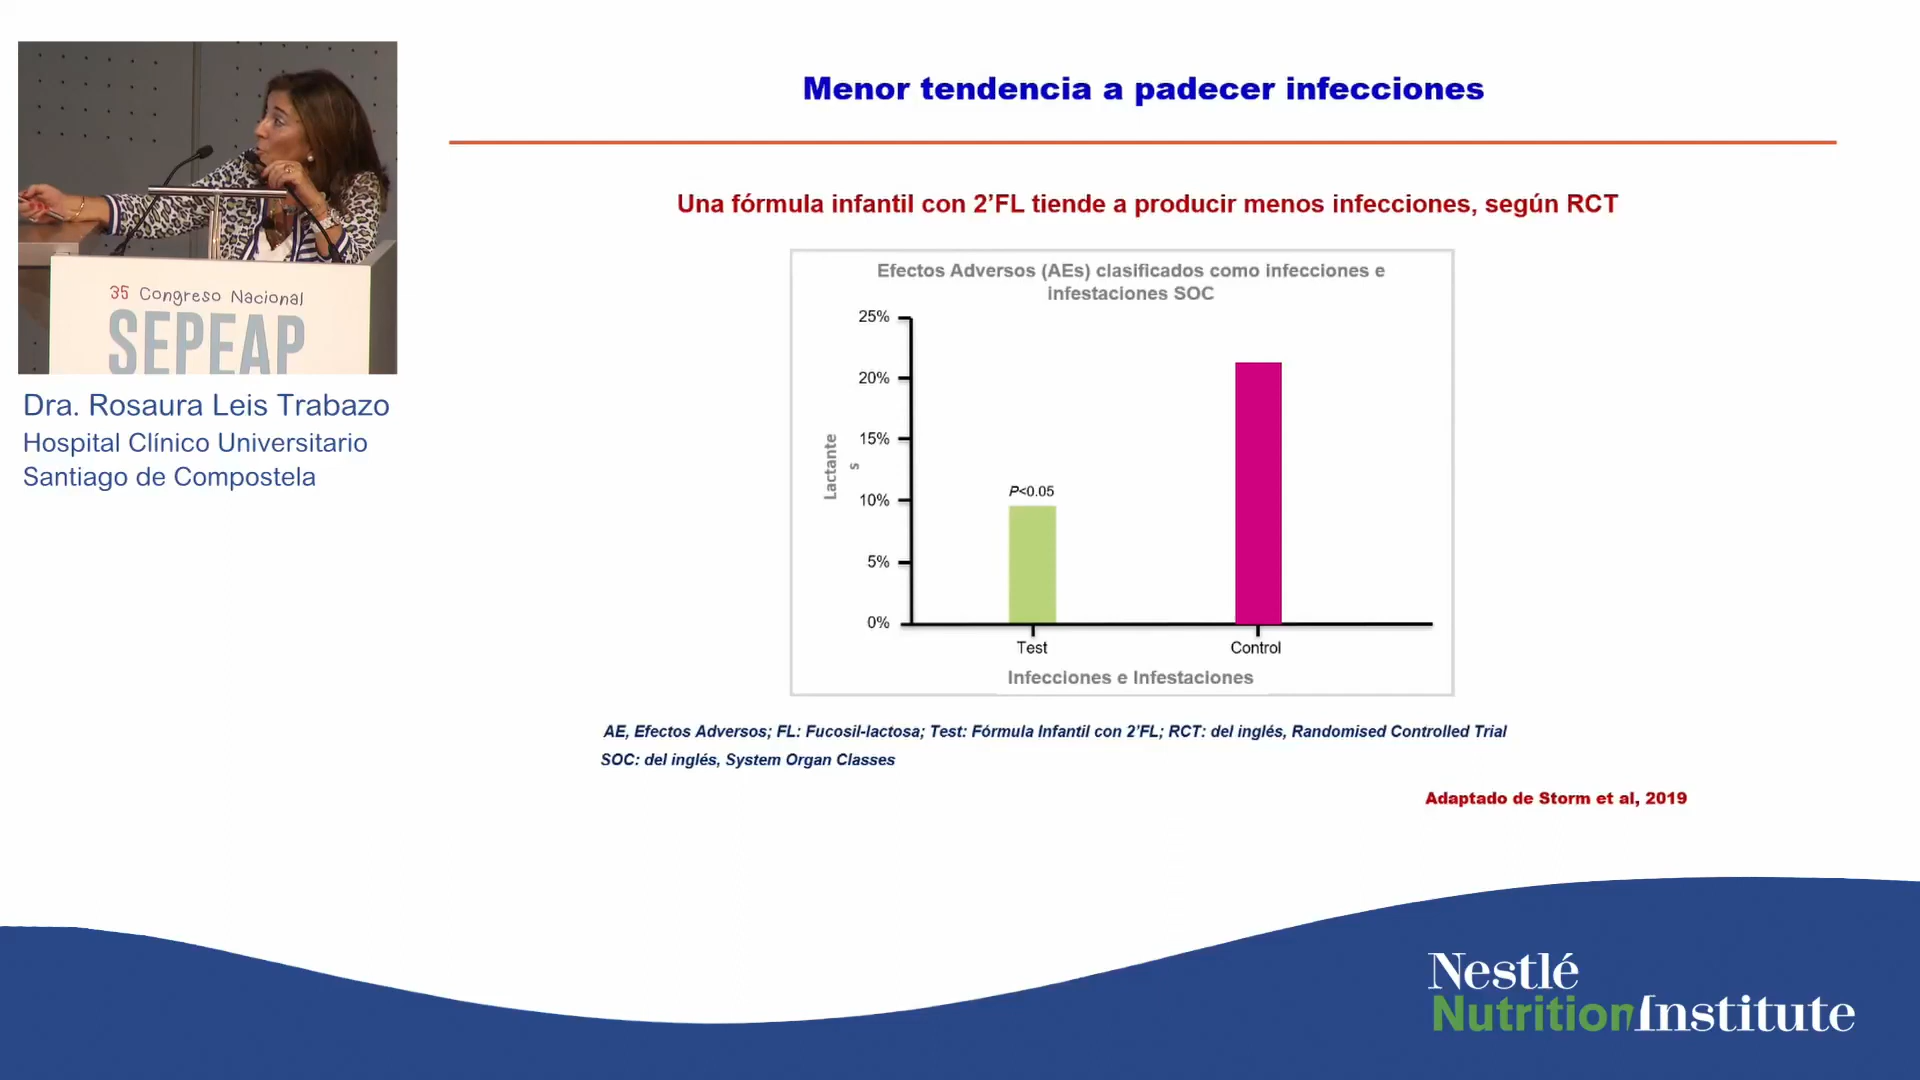 Menor tendencia a padecer infecciones
Una fórmula infantil con 2’FL tiende a producir menos infecciones, según RCT
35 Congreso Nacional
SEPEAP
Dra. Rosaura Leis Trabazo
Hospital Clínico Universitario
Santiago de Compostela
Efectos Adversos (AEs) clasificados como infecciones e
infestaciones SOC
25%
20%
15%
10%
5%
0%
Lactante
s
P<0.05
Test
Control
Infecciones e Infestaciones
AE, Efectos Adversos; FL: Fucosil-lactosa; Test: Fórmula Infantil con 2’FL; RCT: del inglés, Randomised Controlled Trial
SOC: del inglés, System Organ Classes
Adaptado de Storm et al, 2019
Nestlé
NutritionInstitute